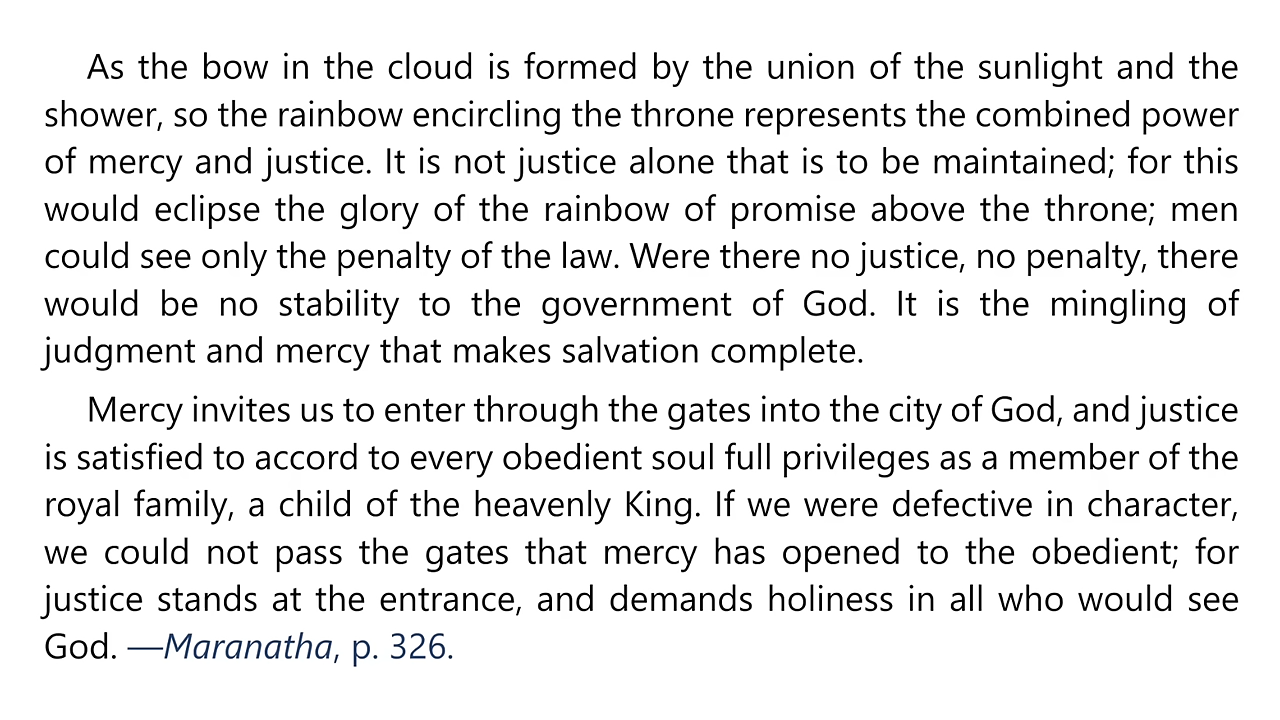 As the bow in the cloud is formed by the union of the sunlight and the
shower, so the rainbow encircling the throne represents the combined power
of mercy and justice. It is not justice alone that is to be maintained; for this
would eclipse the glory of the rainbow of promise above the throne; men
could see only the penalty of the law. Were there no justice, no penalty, there
would be no stability to the government of God. It is the mingling of
judgment and mercy that makes salvation complete.
Mercy invites us to enter through the gates into the city of God, and justice
is satisfied to accord to every obedient soul full privileges as a member of the
royal family, a child of the heavenly King. If we were defective in character,
we could not pass the gates that mercy has opened to the obedient; for
justice stands at the entrance, and demands holiness in all who would see
God. —Maranatha, p. 326.